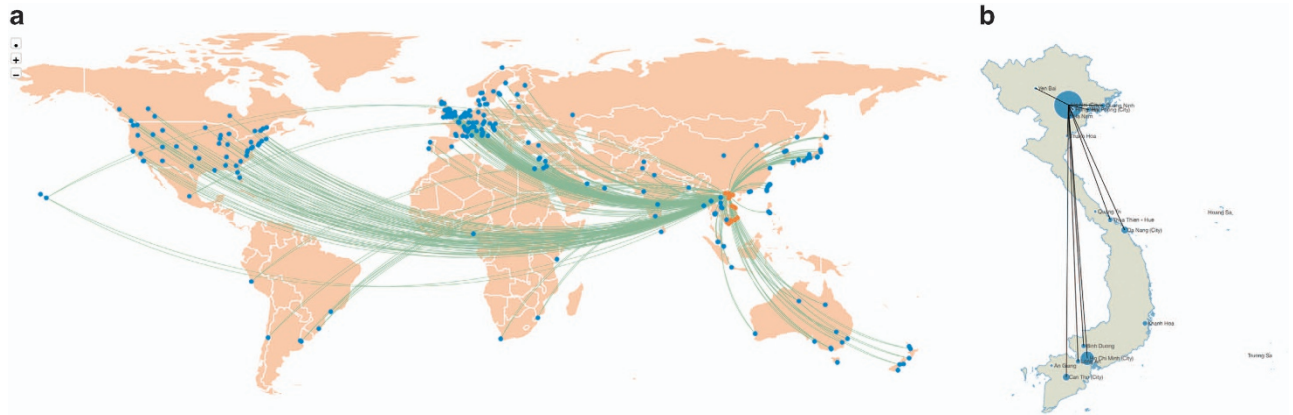 a
b
•
+
−
Yen Bai
Quang Ninh
(City)
Nam
Hoa
Quang Tri
Thua Thien - Hue
Da Nang (City)
Hoang Sa
Khanh Hoa
Binh Duong
Ho Chi Minh (City)
An Giang
Can Tho (City)
Truong Sa